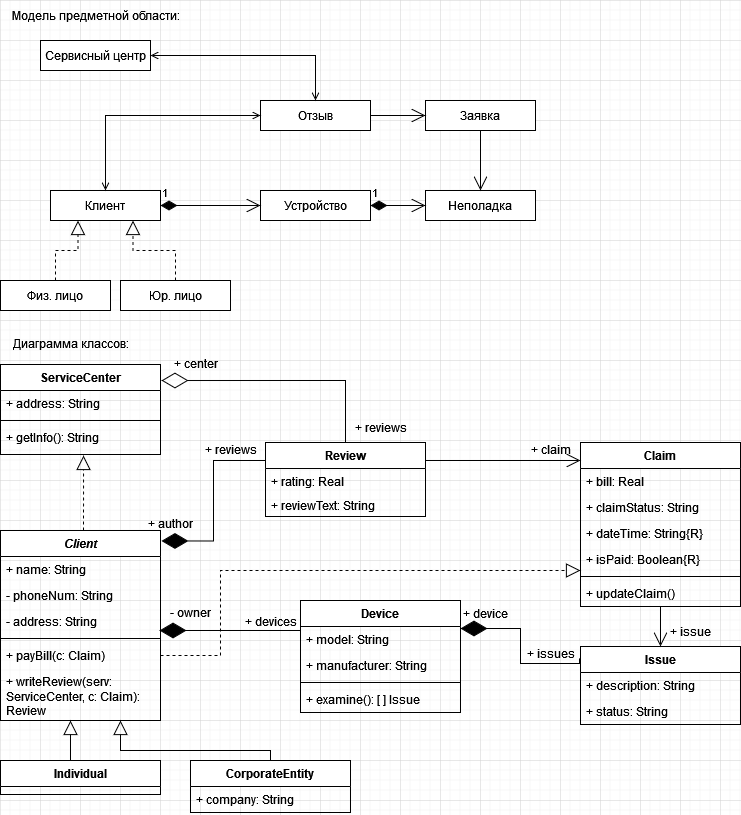 Модель предметной области:
Сервисный центр
Отзыв
Заявка
1
1
Клиент
Устройство
Неполадка
Физ. лицо
Юр. лицо
Диаграмма классов:
+ center
ServiceCenter
+ address: String
+ getInfo(): String
+ reviews
+ reviews
+ claim
Review
+ rating: Real
+ reviewText: String
Claim
+ bill: Real
+ claimStatus: String
+ dateTime: String{R}
+ isPaid: Boolean{R}
+ updateClaim()
+ author
Client
+ name: String
- phoneNum: String
- address: String
+ payBill(c: Claim)
+ writeReview(serv:
ServiceCenter, c: Claim):
Review
- owner
+ devices
Device
+ model: String
+ manufacturer: String
+ examine(): [ ] Issue
+ device
+ issues
+ issue
Issue
+ description: String
+ status: String
Individual
CorporateEntity
+ company: String